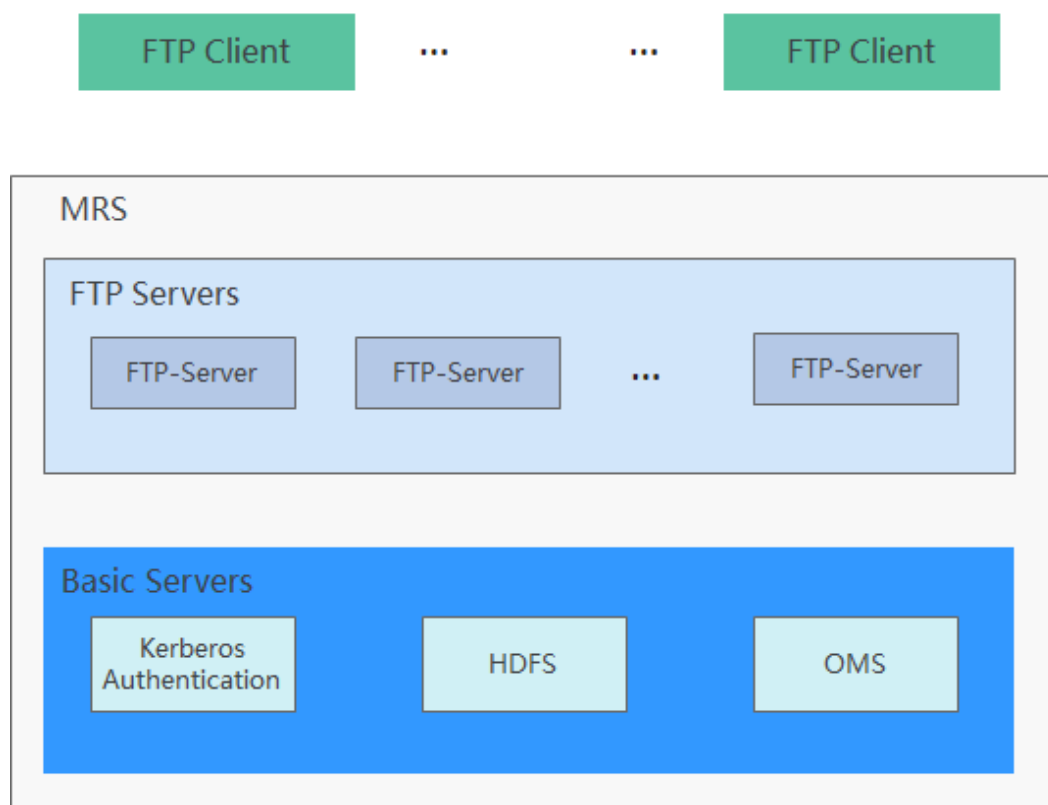 FTP Client ... ... FTP Client
MRS
FTP Servers
FTP-Server FTP-Server ... FTP-Server
Basic Servers
Kerberos
Authentication
HDFS
OMS